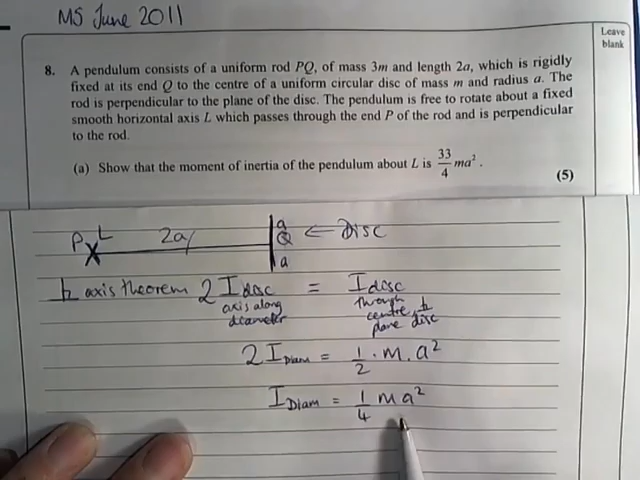 MS June 2011
Leave
blank
8. A pendulum consists of a uniform rod PQ, of mass 3m and length 2a, which is rigidly
fixed at its end Q to the centre of a uniform circular disc of mass m and radius a. The
rod is perpendicular to the plane of the disc. The pendulum is free to rotate about a fixed
smooth horizontal axis L which passes through the end P of the rod and is perpendicular
to the rod.
(a) Show that the moment of inertia of the pendulum about L is 33/4 ma².
(5)
P L 2a a Q a ← Disc
axis theorem 2 I disc = I disc
axis along diameter
through centre, ⊥ plane disc
2 I Diam = 1/2 . m . a²
I Diam = 1/4 m a²